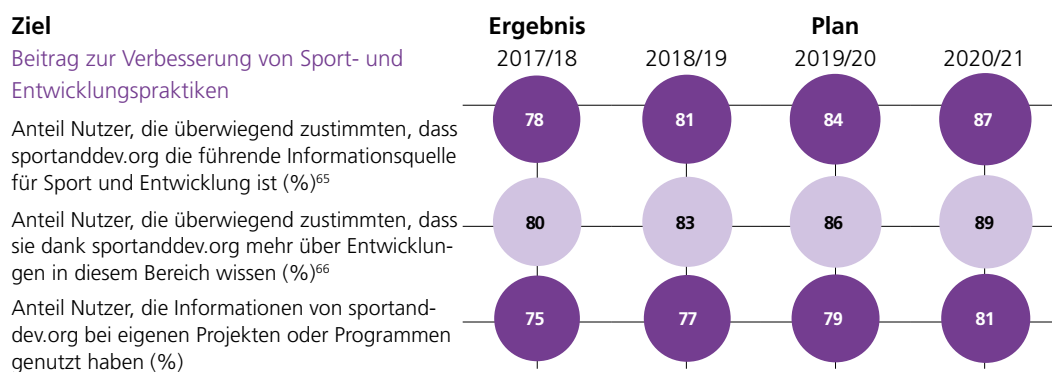 Ziel Ergebnis Plan
Beitrag zur Verbesserung von Sport- und 2017/18 2018/19 2019/20 2020/21
Entwicklungspraktiken
Anteil Nutzer, die überwiegend zustimmten, dass 78 81 84 87
sportanddev.org die führende Informationsquelle
für Sport und Entwicklung ist (%)⁶⁵
Anteil Nutzer, die überwiegend zustimmten, dass 80 83 86 89
sie dank sportanddev.org mehr über Entwicklun-
gen in diesem Bereich wissen (%)⁶⁶
Anteil Nutzer, die Informationen von sportand- 75 77 79 81
dev.org bei eigenen Projekten oder Programmen
genutzt haben (%)